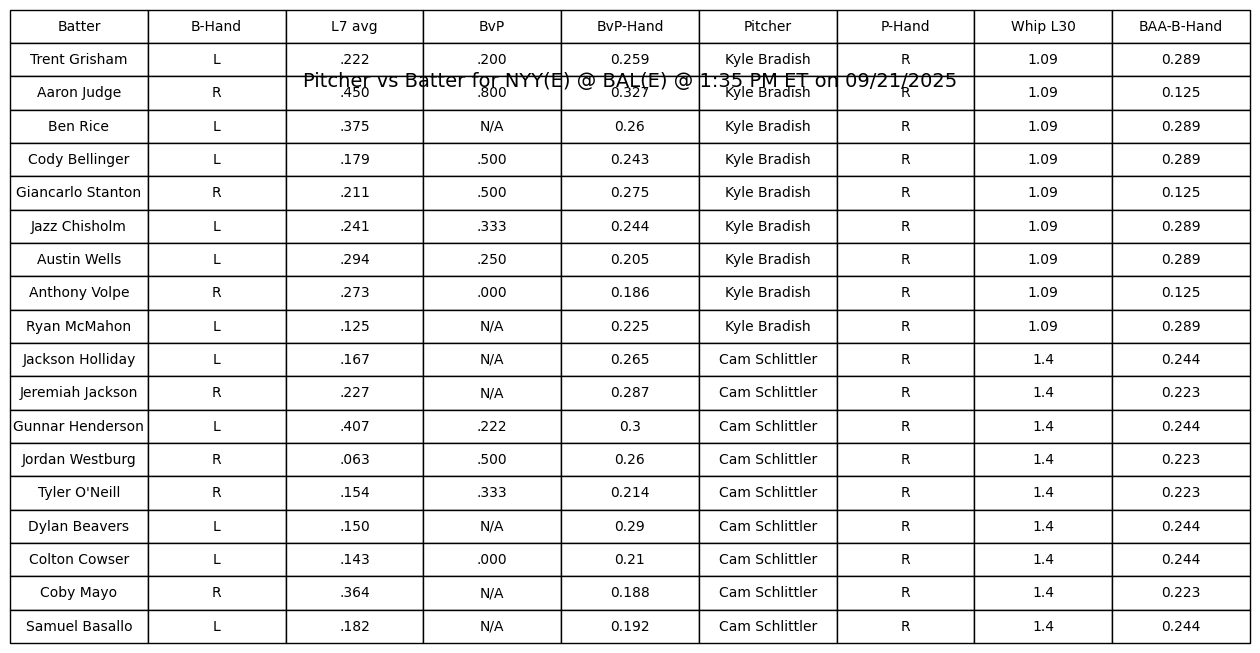 Batter B-Hand L7 avg BvP BvP-Hand Pitcher P-Hand Whip L30 BAA-B-Hand
Trent Grisham L .222 .200 0.259 Kyle Bradish R 1.09 0.289
Pitcher vs Batter for NYY(E) @ BAL(E) @ 1:35 PM ET on 09/21/2025
Aaron Judge R .450 .800 0.327 Kyle Bradish R 1.09 0.125
Ben Rice L .375 N/A 0.26 Kyle Bradish R 1.09 0.289
Cody Bellinger L .179 .500 0.243 Kyle Bradish R 1.09 0.289
Giancarlo Stanton R .211 .500 0.275 Kyle Bradish R 1.09 0.125
Jazz Chisholm L .241 .333 0.244 Kyle Bradish R 1.09 0.289
Austin Wells L .294 .250 0.205 Kyle Bradish R 1.09 0.289
Anthony Volpe R .273 .000 0.186 Kyle Bradish R 1.09 0.125
Ryan McMahon L .125 N/A 0.225 Kyle Bradish R 1.09 0.289
Jackson Holliday L .167 N/A 0.265 Cam Schlittler R 1.4 0.244
Jeremiah Jackson R .227 N/A 0.287 Cam Schlittler R 1.4 0.223
Gunnar Henderson L .407 .222 0.3 Cam Schlittler R 1.4 0.244
Jordan Westburg R .063 .500 0.26 Cam Schlittler R 1.4 0.223
Tyler O'Neill R .154 .333 0.214 Cam Schlittler R 1.4 0.223
Dylan Beavers L .150 N/A 0.29 Cam Schlittler R 1.4 0.244
Colton Cowser L .143 .000 0.21 Cam Schlittler R 1.4 0.244
Coby Mayo R .364 N/A 0.188 Cam Schlittler R 1.4 0.223
Samuel Basallo L .182 N/A 0.192 Cam Schlittler R 1.4 0.244